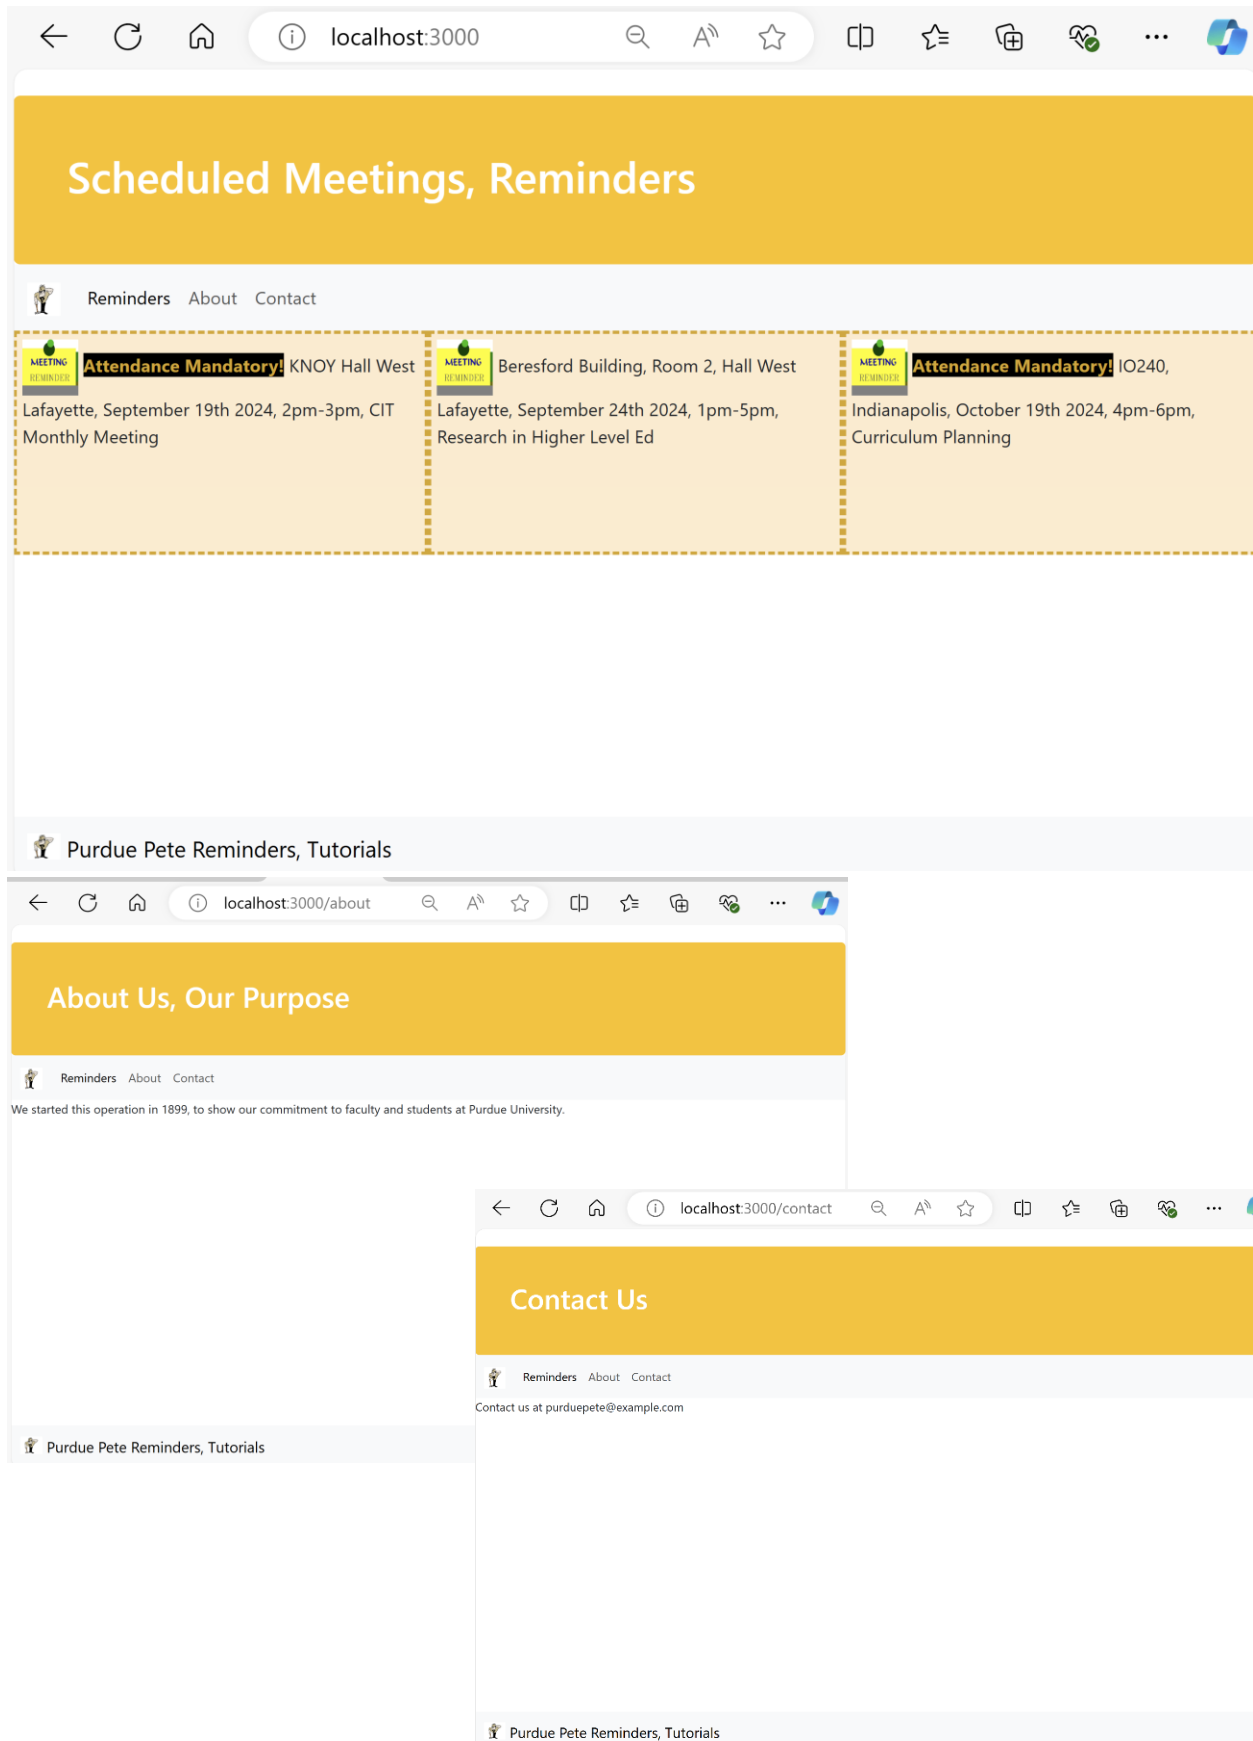 localhost:3000
Scheduled Meetings, Reminders
Reminders About Contact
MEETING REMINDER Attendance Mandatory! KNOY Hall West
Lafayette, September 19th 2024, 2pm-3pm, CIT
Monthly Meeting
MEETING REMINDER Beresford Building, Room 2, Hall West
Lafayette, September 24th 2024, 1pm-5pm,
Research in Higher Level Ed
MEETING REMINDER Attendance Mandatory! IO240,
Indianapolis, October 19th 2024, 4pm-6pm,
Curriculum Planning
Purdue Pete Reminders, Tutorials
localhost:3000/about
About Us, Our Purpose
Reminders About Contact
We started this operation in 1899, to show our commitment to faculty and students at Purdue University.
Purdue Pete Reminders, Tutorials
localhost:3000/contact
Contact Us
Reminders About Contact
Contact us at purduepete@example.com
Purdue Pete Reminders, Tutorials